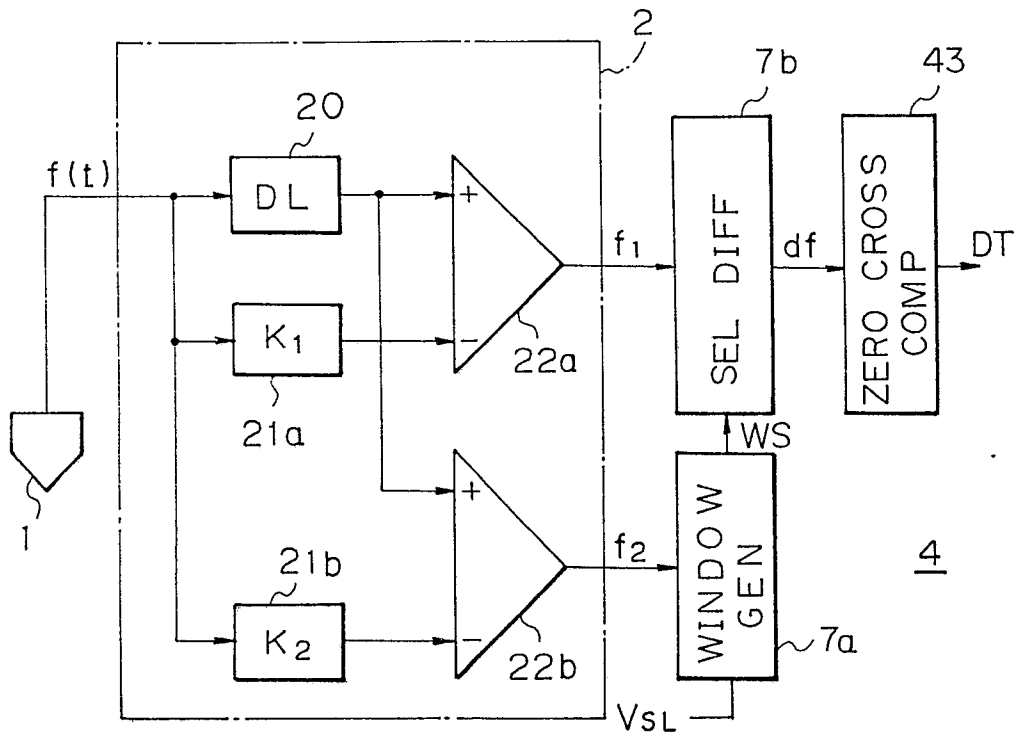 2
7b
43
20
f(t)
DL
+
f1
SEL DIFF
df
ZERO CROSS COMP
DT
K1
−
22a
21a
WS
1
+
f2
WINDOW GEN
4
21b
K2
−
22b
7a
VSL